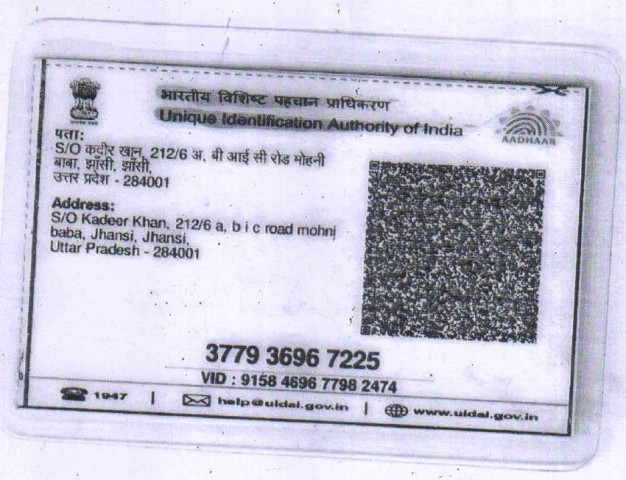 भारतीय विशिष्ट पहचान प्राधिकरण
Unique Identification Authority of India
AADHAAR
पता:
S/O कदीर खान, 212/6 अ, बी आई सी रोड मोहनी
बाबा, झाँसी, झाँसी,
उत्तर प्रदेश - 284001
Address:
S/O Kadeer Khan, 212/6 a, b i c road mohni
baba, Jhansi, Jhansi,
Uttar Pradesh - 284001
3779 3696 7225
VID : 9158 4696 7798 2474
1947 | help@uidai.gov.in | www.uidai.gov.in